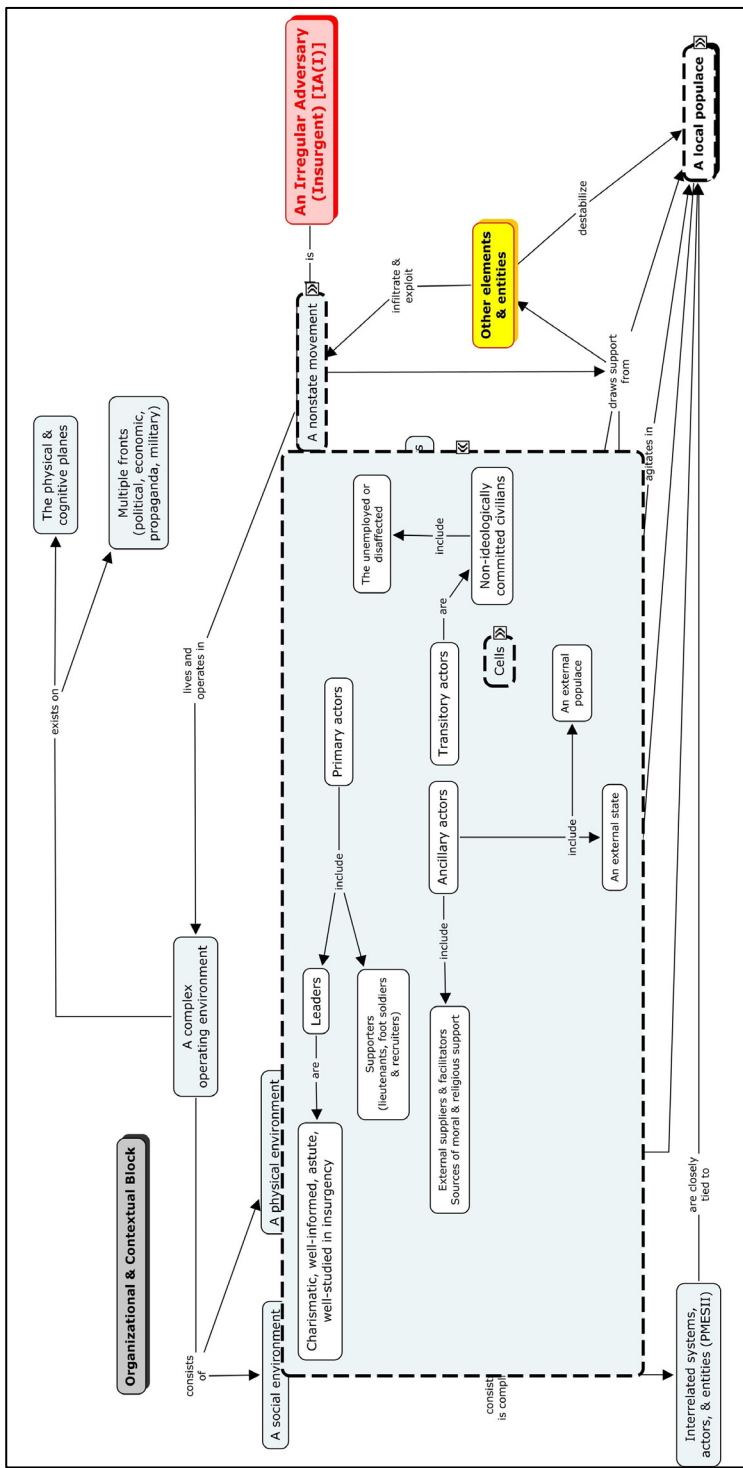 Organizational & Contextual Block
The physical &
cognitive planes
Multiple fronts
(political, economic,
propaganda, military)
exists on
A complex
operating environment
lives and
operates in
consists
of
A social environment
A physical environment
An Irregular Adversary
(Insurgent) [IA(I)]
is
A nonstate movement
infiltrate &
exploit
Other elements
& entities
destabilize
draws support
from
agitates in
A local populace
s
Primary actors
include
Leaders
are
Charismatic, well-informed, astute,
well-studied in insurgency
Supporters
(lieutenants, foot soldiers
& recruiters)
Transitory actors
are
Non-ideologically
committed civilians
include
The unemployed or
disaffected
Cells
Ancillary actors
include
External suppliers & facilitators
Sources of moral & religious support
include
An external
populace
An external state
consist
is compl
Interrelated systems,
actors, & entities (PMESII)
are closely
tied to